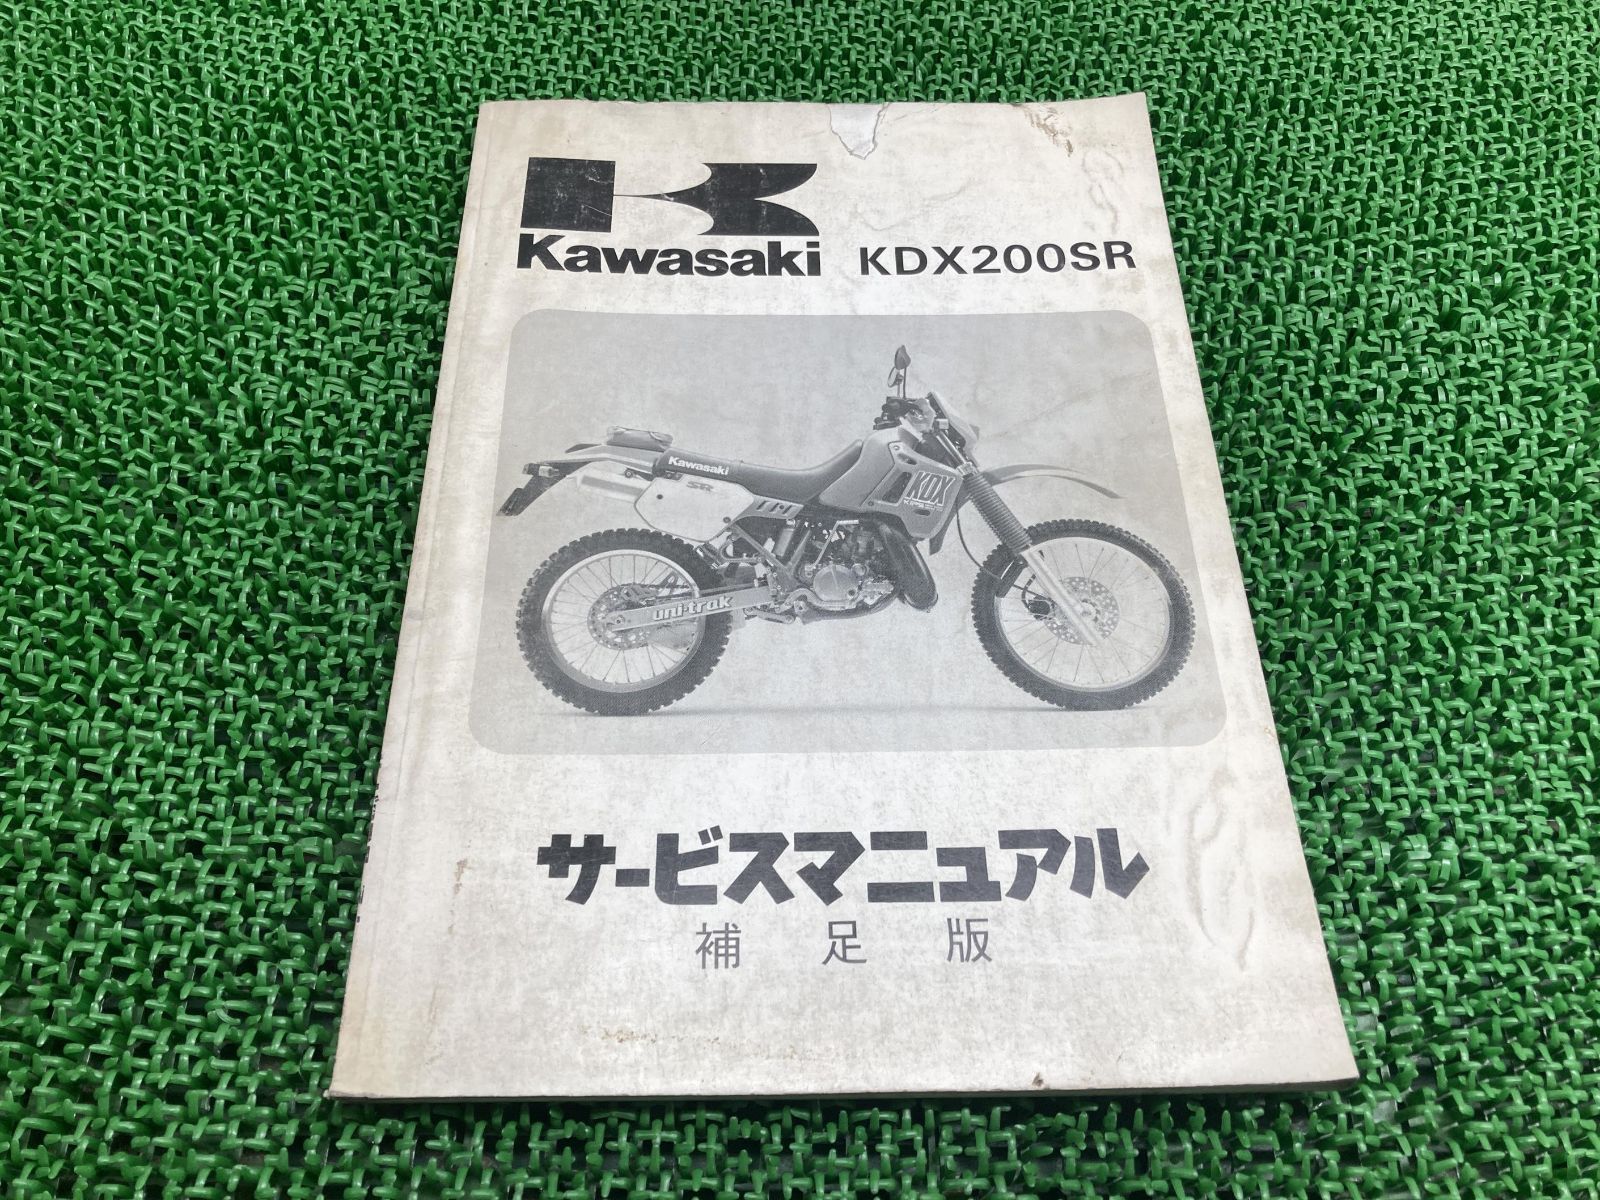 Kawasaki KDX200SR
Kawasaki
SR
KDX
uni-trak
サービスマニュアル
補足版